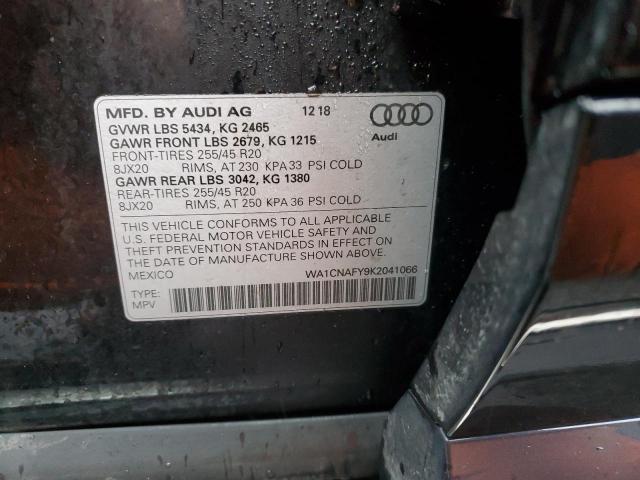 MFD. BY AUDI AG 12 18
GVWR LBS 5434, KG 2465
GAWR FRONT LBS 2679, KG 1215
FRONT-TIRES 255/45 R20
8JX20 RIMS, AT 230 KPA 33 PSI COLD
GAWR REAR LBS 3042, KG 1380
REAR-TIRES 255/45 R20
8JX20 RIMS, AT 250 KPA 36 PSI COLD
Audi
THIS VEHICLE CONFORMS TO ALL APPLICABLE
U.S. FEDERAL MOTOR VEHICLE SAFETY AND
THEFT PREVENTION STANDARDS IN EFFECT ON
THE DATE OF MANUFACTURE SHOWN ABOVE.
MEXICO WA1CNAFY9K2041066
TYPE:
MPV